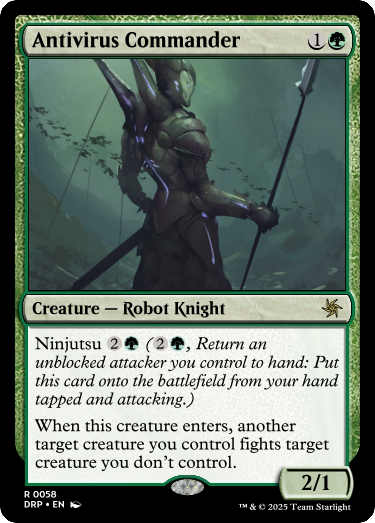 Antivirus Commander 1
Creature — Robot Knight
Ninjutsu 2 (2, Return an
unblocked attacker you control to hand: Put
this card onto the battlefield from your hand
tapped and attacking.)
When this creature enters, another
target creature you control fights target
creature you don't control.
2/1
R 0058
DRP • EN
™ & © 2025 Team Starlight